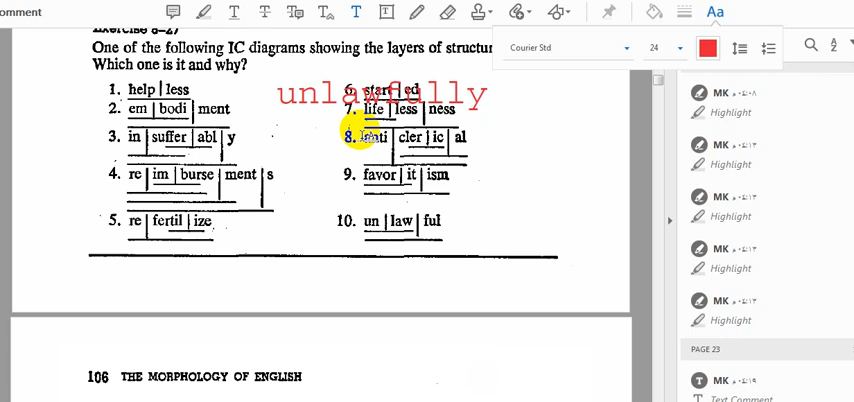 omment
Aa
Exercise 8-27
One of the following IC diagrams showing the layers of structur
Which one is it and why?
1. help | less
2. em | bodi | ment
3. in | suffer | abl | y
4. re | im | burse | ment | s
5. re | fertil | ize
6. start | ed
7. life | less | ness
8. anti | cler | ic | al
9. favor | it | ism
10. un | law | ful
unlawfully
106 THE MORPHOLOGY OF ENGLISH
Courier Std
24
MK
Highlight
MK
Highlight
MK
Highlight
MK
Highlight
MK
Highlight
PAGE 23
MK
Text Comment